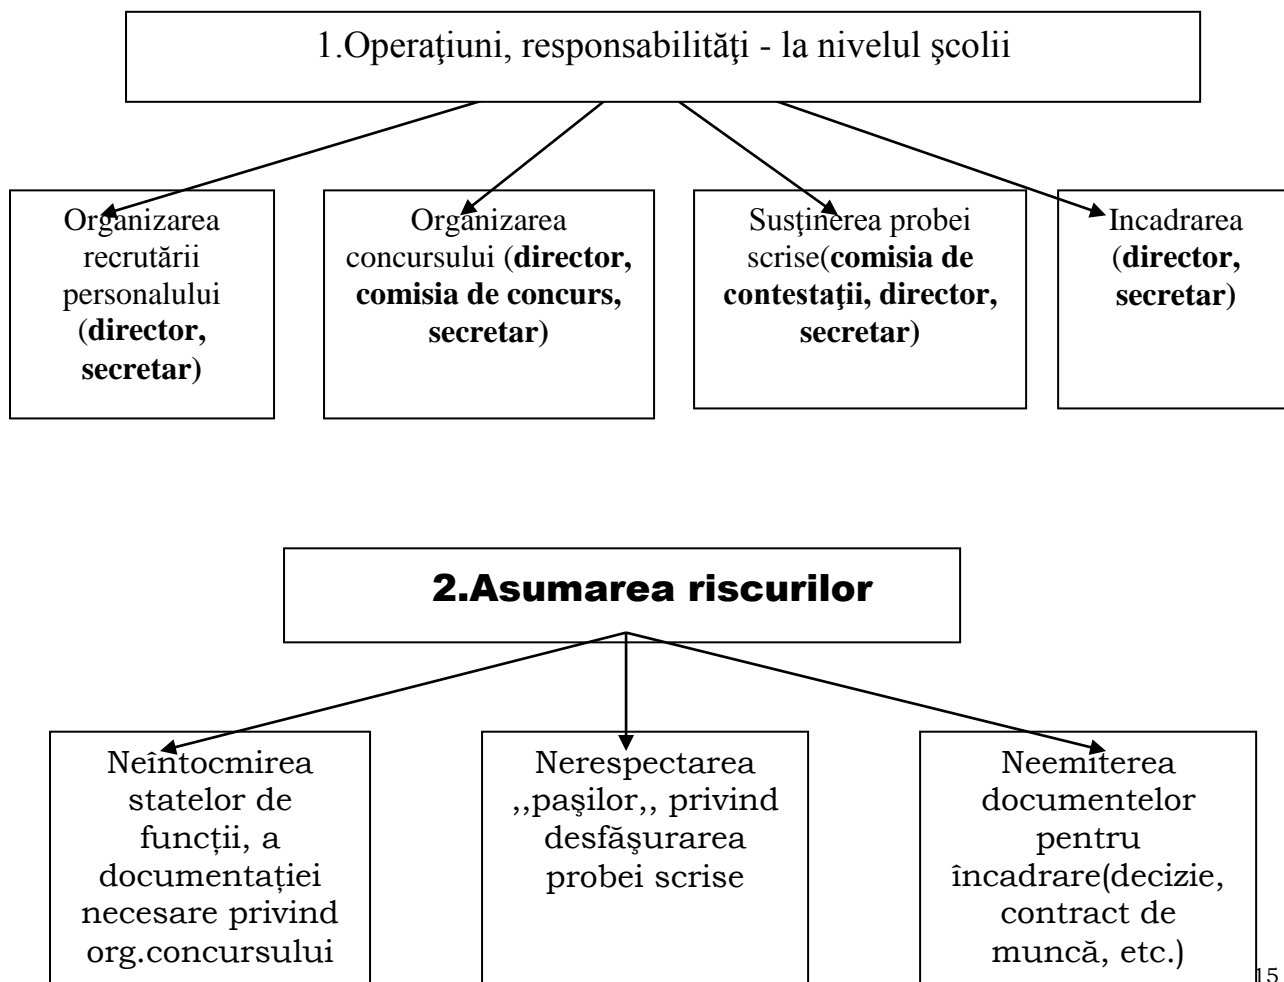 1.Operaţiuni, responsabilităţi - la nivelul şcolii
Organizarea
recrutării
personalului
(director,
secretar)
Organizarea
concursului (director,
comisia de concurs,
secretar)
Susţinerea probei
scrise(comisia de
contestaţii, director,
secretar)
Incadrarea
(director,
secretar)
2.Asumarea riscurilor
Neîntocmirea
statelor de
funcții, a
documentației
necesare privind
org.concursului
Nerespectarea
,,paşilor,, privind
desfăşurarea
probei scrise
Neemiterea
documentelor
pentru
încadrare(decizie,
contract de
muncă, etc.)
15